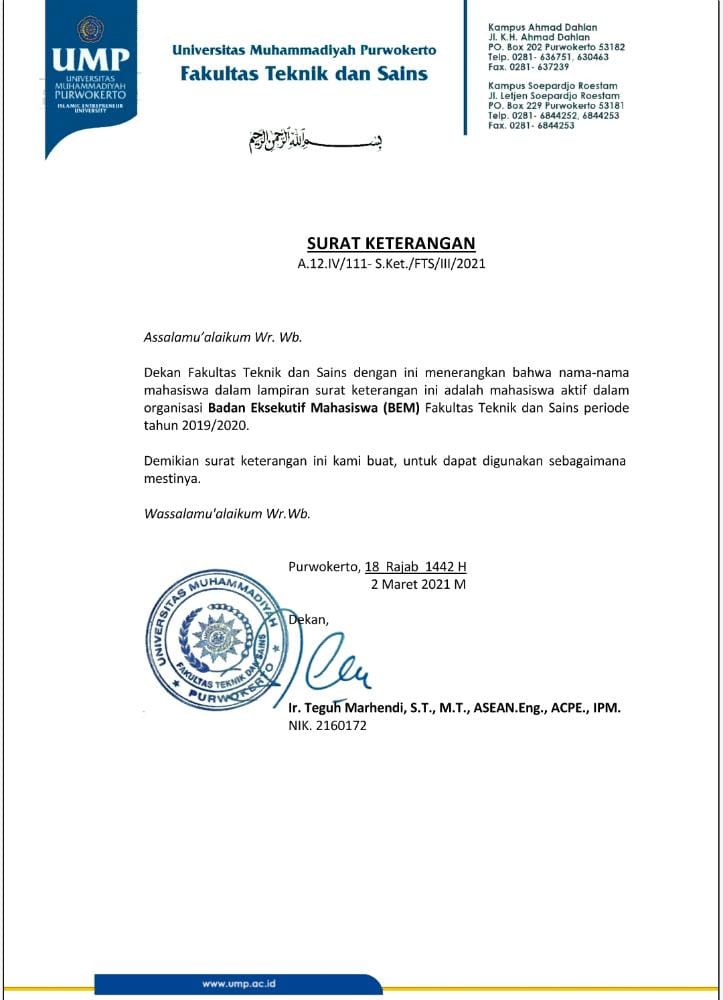 UMP
UNIVERSITAS
MUHAMMADIYAH
PURWOKERTO
ISLAMIC ENTREPRENEUR
UNIVERSITY
Universitas Muhammadiyah Purwokerto
Fakultas Teknik dan Sains
بسم الله الرحمن الرحيم
Kampus Ahmad Dahlan
Jl. K.H. Ahmad Dahlan
PO. Box 202 Purwokerto 53182
Telp. 0281- 636751, 630463
Fax. 0281- 637239
Kampus Soepardjo Roestam
Jl. Letjen Soepardjo Roestam
PO. Box 229 Purwokerto 53181
Telp. 0281- 6844252, 6844253
Fax. 0281- 6844253
SURAT KETERANGAN
A.12.IV/111- S.Ket./FTS/III/2021
Assalamu’alaikum Wr. Wb.
Dekan Fakultas Teknik dan Sains dengan ini menerangkan bahwa nama-nama
mahasiswa dalam lampiran surat keterangan ini adalah mahasiswa aktif dalam
organisasi Badan Eksekutif Mahasiswa (BEM) Fakultas Teknik dan Sains periode
tahun 2019/2020.
Demikian surat keterangan ini kami buat, untuk dapat digunakan sebagaimana
mestinya.
Wassalamu'alaikum Wr.Wb.
Purwokerto, 18 Rajab 1442 H
2 Maret 2021 M
Dekan,
UNIVERSITAS MUHAMMADIYAH
FAKULTAS TEKNIK DAN SAINS
PURWOKERTO
Ir. Teguh Marhendi, S.T., M.T., ASEAN.Eng., ACPE., IPM.
NIK. 2160172
www.ump.ac.id